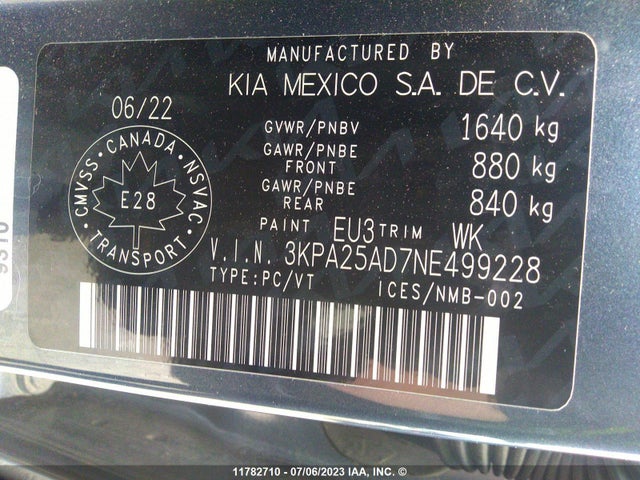 MANUFACTURED BY
KIA MEXICO S.A. DE C.V.
06/22
GVWR/PNBV 1640 kg
GAWR/PNBE FRONT 880 kg
GAWR/PNBE REAR 840 kg
CMVSS · CANADA · NSVAC
E28
TRANSPORT
PAINT EU3 TRIM WK
V.I.N. 3KPA25AD7NE499228
TYPE:PC/VT ICES/NMB-002
11782710 - 07/06/2023 IAA, INC. ©